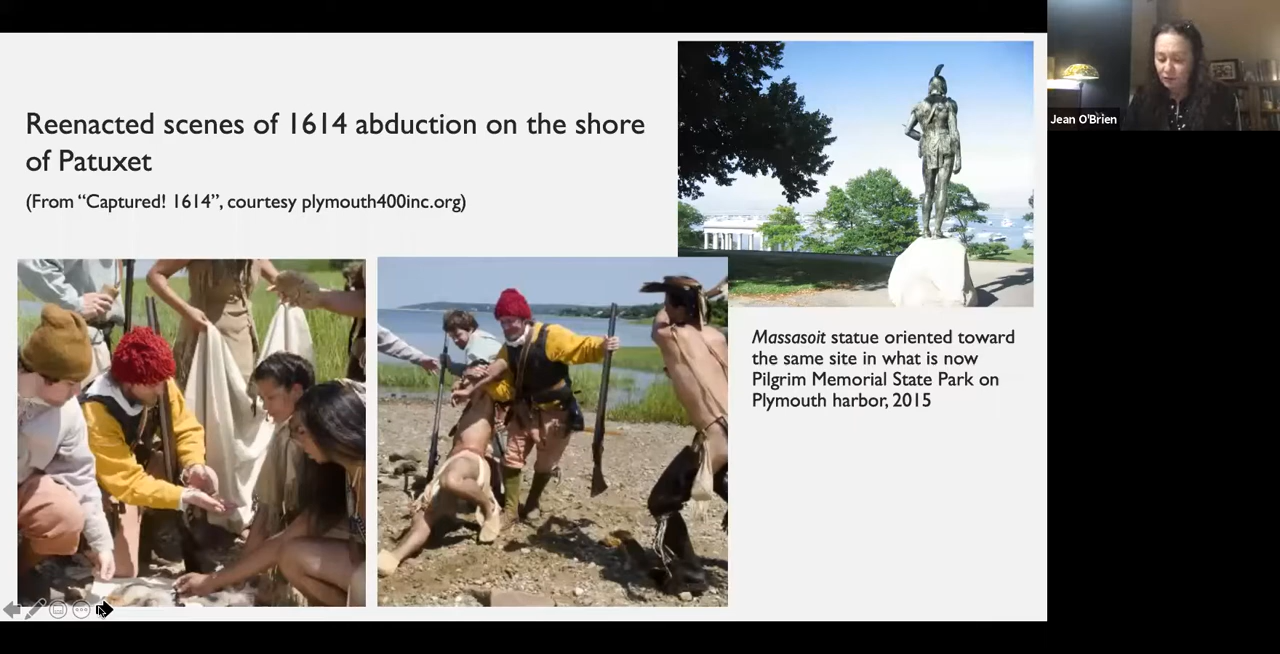 Reenacted scenes of 1614 abduction on the shore
of Patuxet
(From “Captured! 1614”, courtesy plymouth400inc.org)
Massasoit statue oriented toward
the same site in what is now
Pilgrim Memorial State Park on
Plymouth harbor, 2015
Jean O'Brien